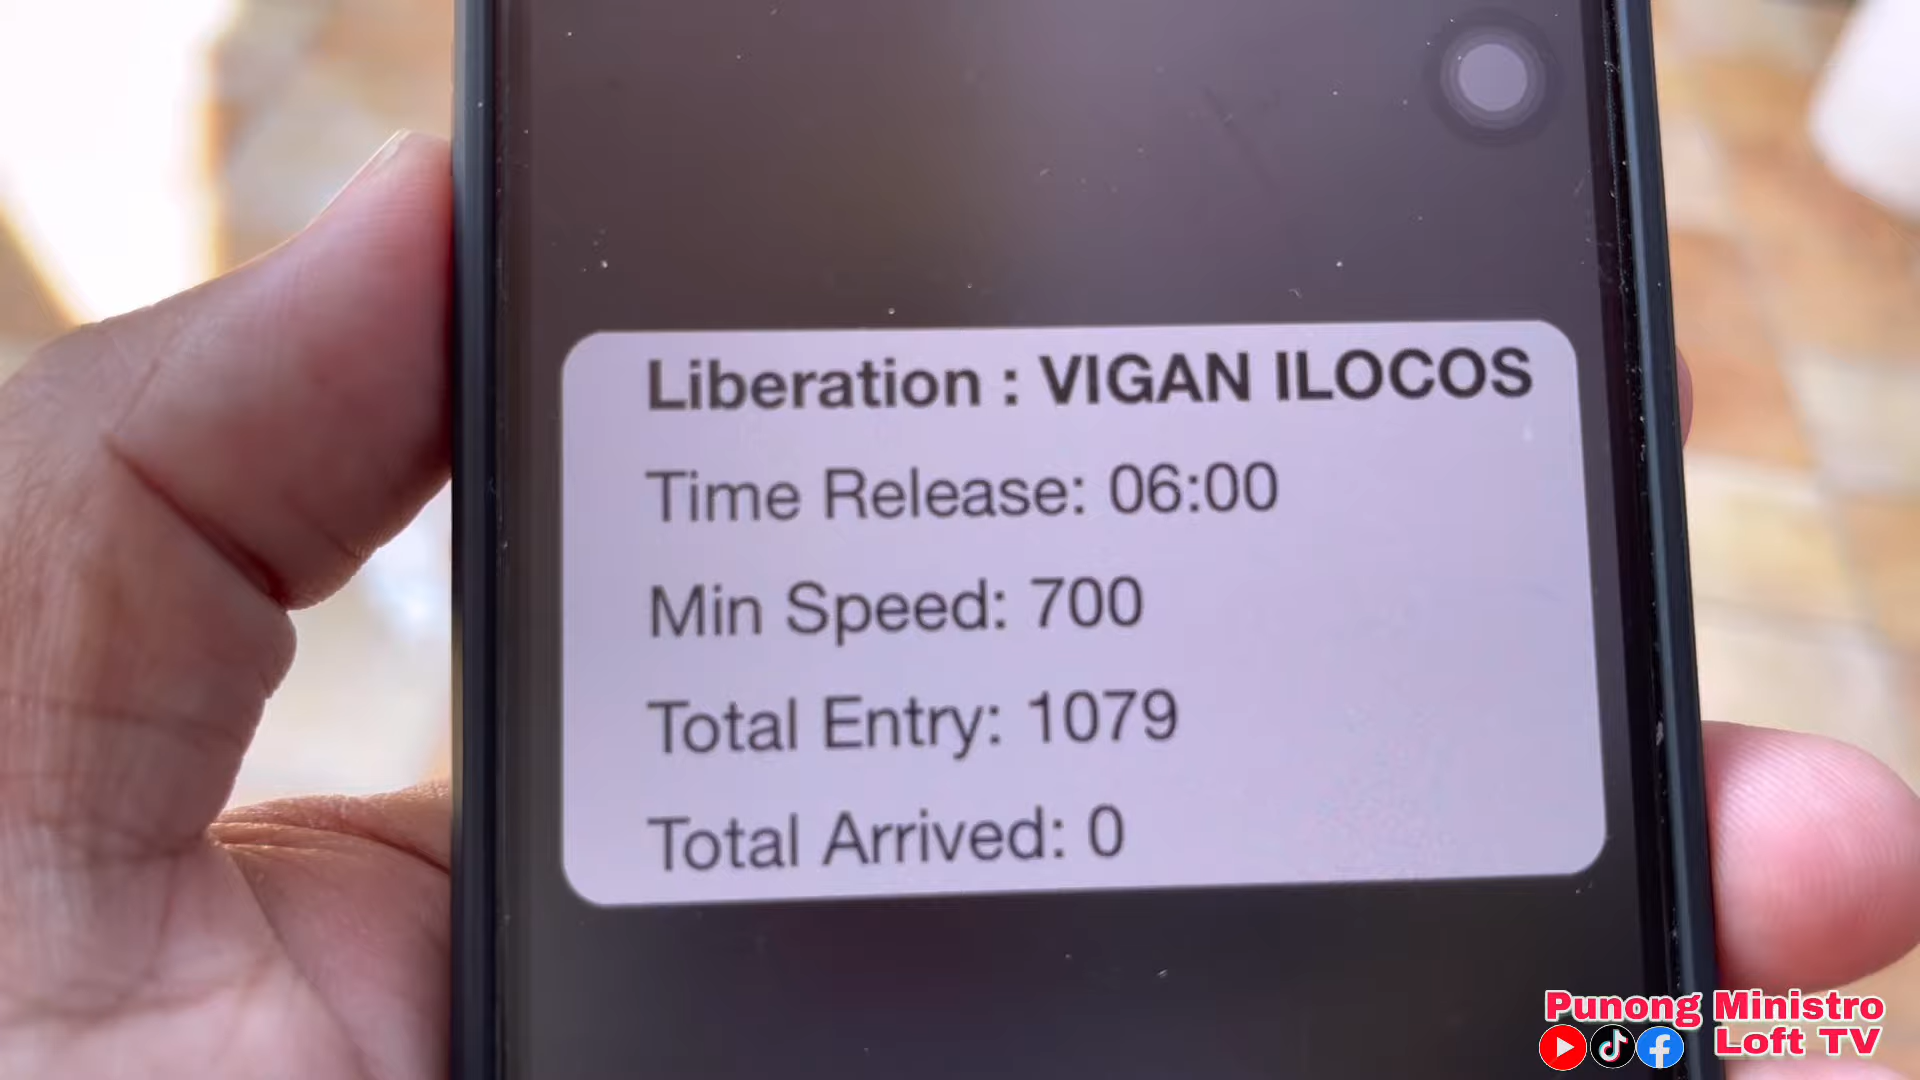 Liberation : VIGAN ILOCOS
Time Release: 06:00
Min Speed: 700
Total Entry: 1079
Total Arrived: 0
Punong Ministro
Loft TV